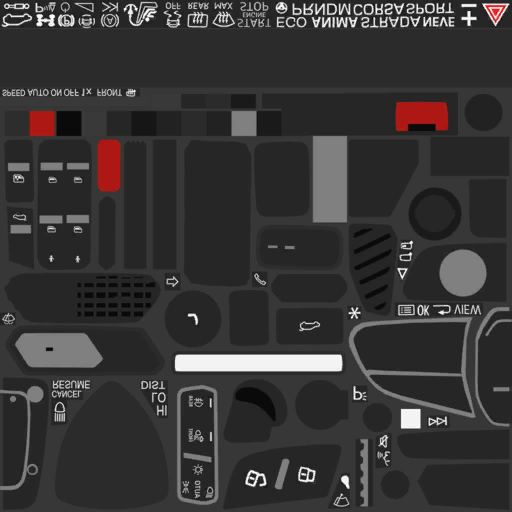 OFF REAR MAX STOP ENGINE START
PRNDM
ECO ANIMA STRADA NEVE CORSA SPORT
SPEED AUTO ON OFF 1x FRONT
OK VIEW
RESUME
CANCEL
DIST
LO
HI
AUTO